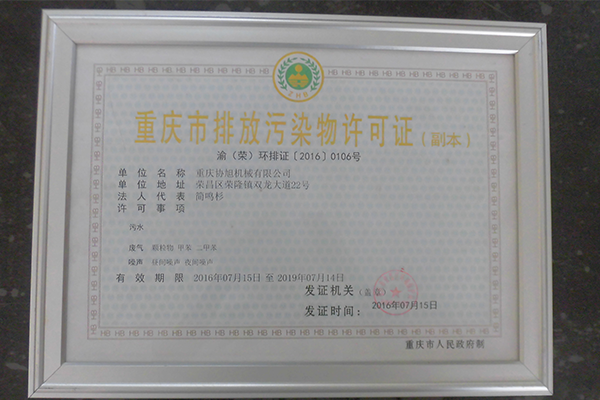 重庆市排放污染物许可证（副本）
渝（荣）环排证〔2016〕0106号
单位名称 重庆协旭机械有限公司
单位地址 荣昌区荣隆镇双龙大道22号
法人代表 简鸣杉
许可事项
污水
废气 颗粒物 甲苯 二甲苯
噪声 昼间噪声 夜间噪声
有效期限 2016年07月15日 至 2019年07月14日
发证机关（盖章）
发证时间：2016年07月15日
重庆市人民政府制